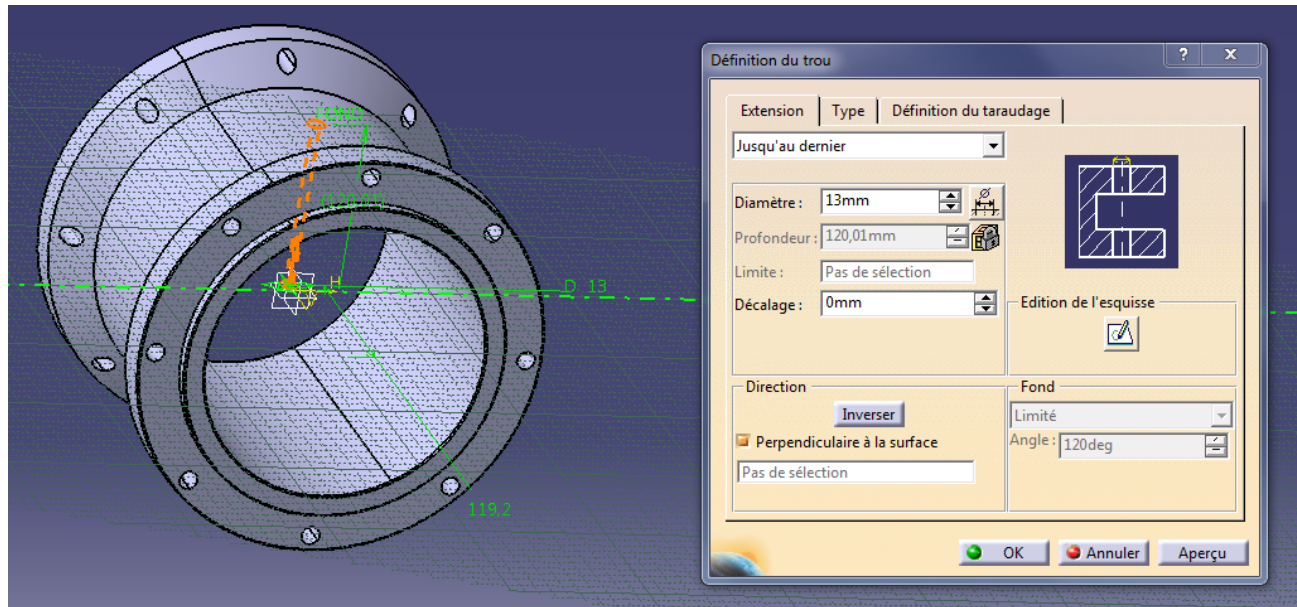 Définition du trou
? X
Extension Type Définition du taraudage
Jusqu'au dernier
Diamètre : 13mm
Profondeur : 120,01mm
Limite : Pas de sélection
Décalage : 0mm
Edition de l'esquisse
Direction
Inverser
Perpendiculaire à la surface
Pas de sélection
Fond
Limité
Angle : 120deg
OK Annuler Aperçu
FOND
H
D 13
119,2